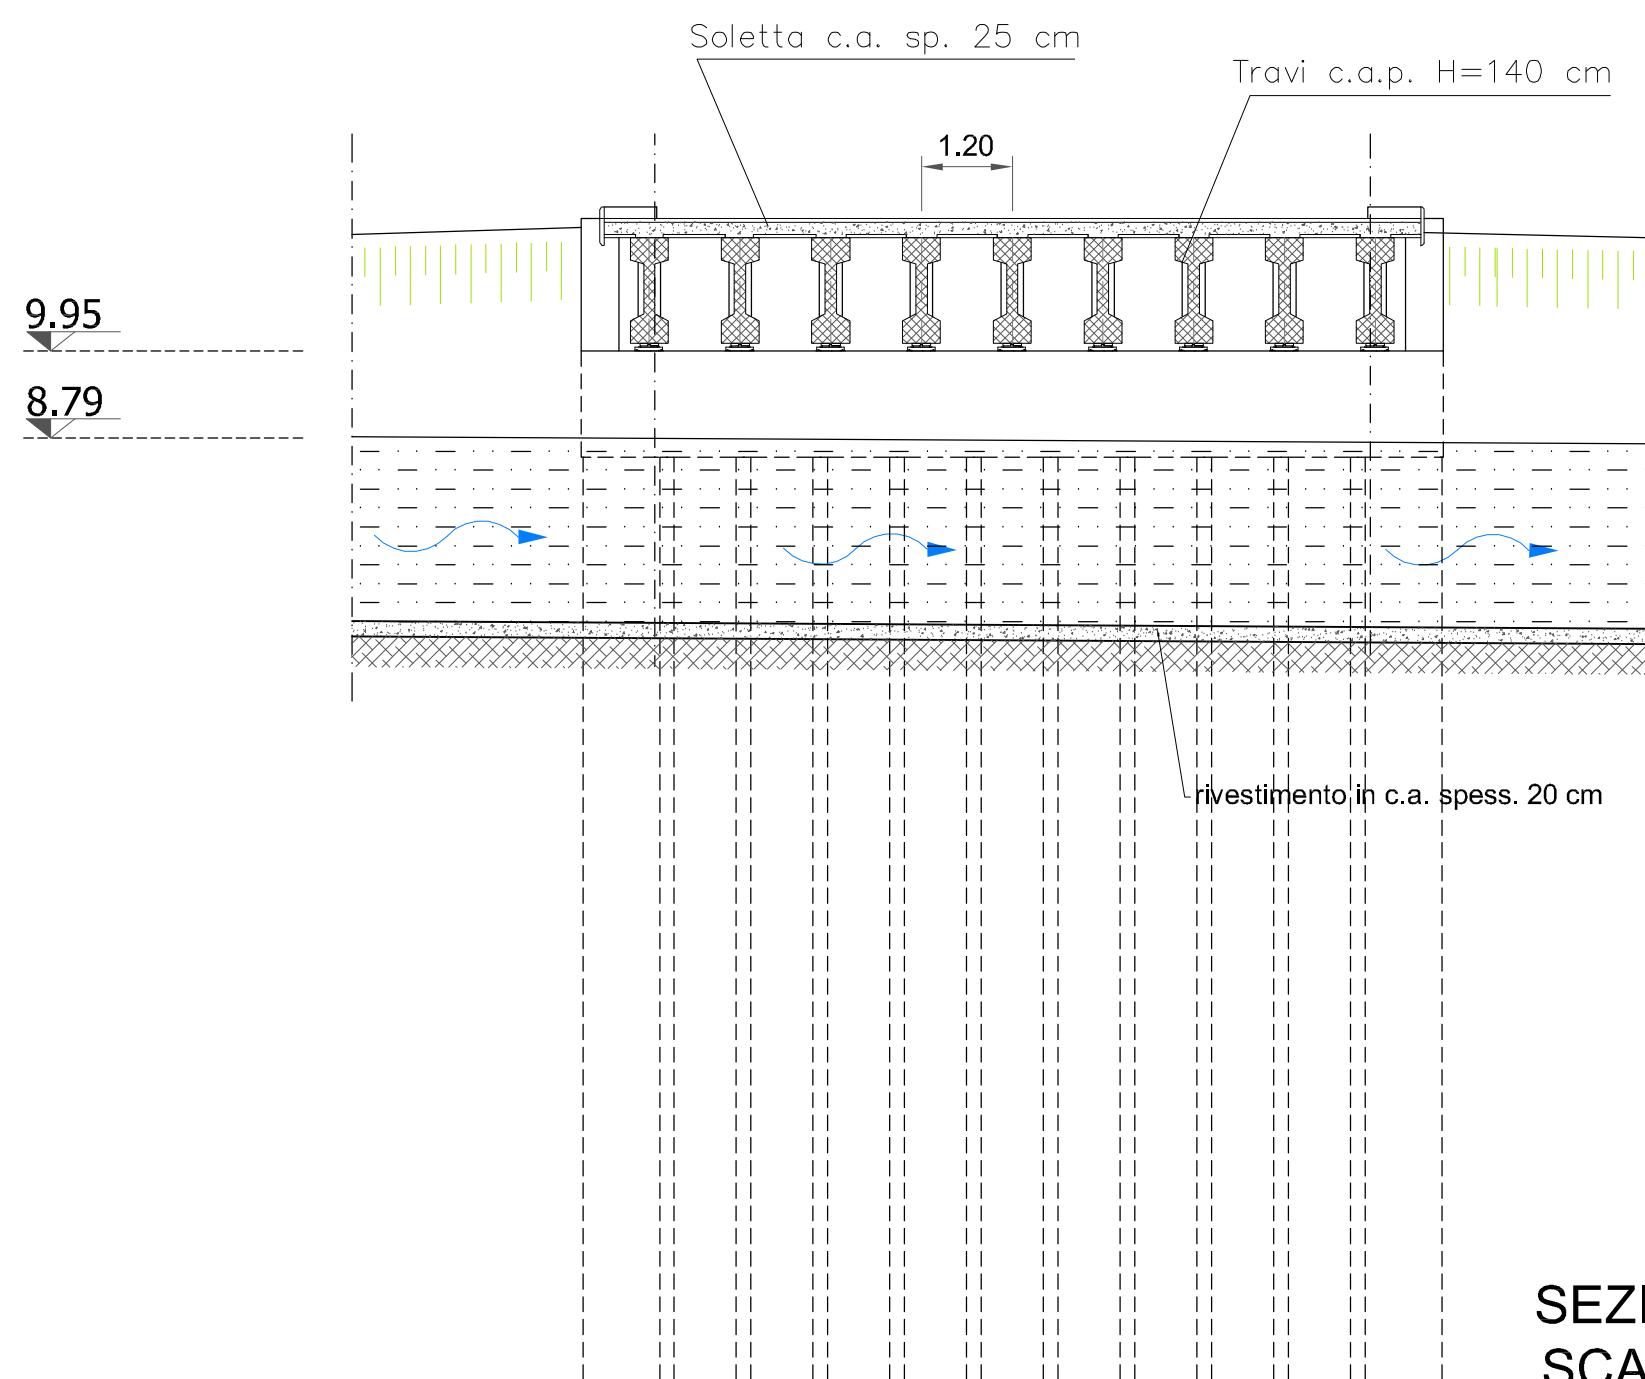 Soletta c.a. sp. 25 cm
Travi c.a.p. H=140 cm
1.20
9.95
8.79
rivestimento in c.a. spess. 20 cm